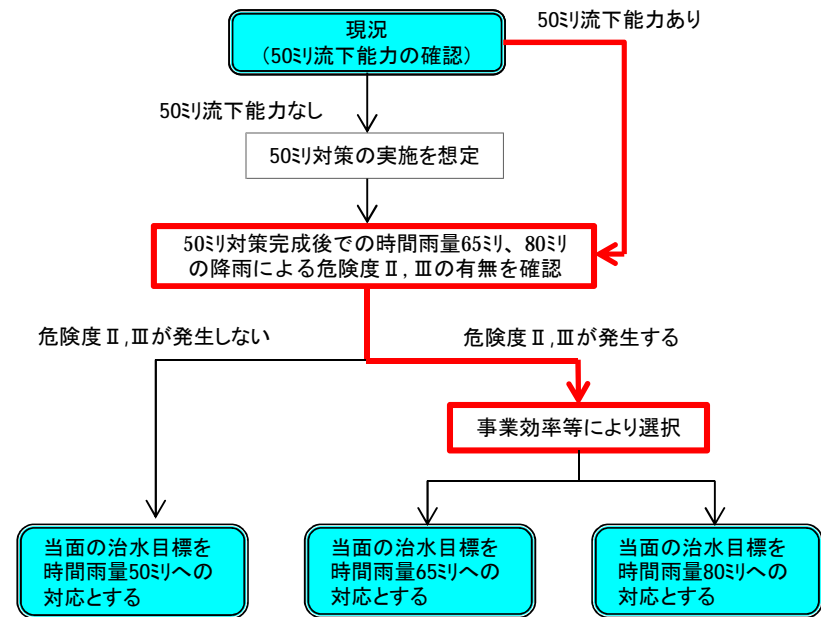 現況
（50ﾐﾘ流下能力の確認）
50ﾐﾘ流下能力あり
50ﾐﾘ流下能力なし
50ﾐﾘ対策の実施を想定
50ﾐﾘ対策完成後での時間雨量65ﾐﾘ、80ﾐﾘ
の降雨による危険度Ⅱ,Ⅲの有無を確認
危険度Ⅱ,Ⅲが発生しない
危険度Ⅱ,Ⅲが発生する
事業効率等により選択
当面の治水目標を
時間雨量50ﾐﾘへの
対応とする
当面の治水目標を
時間雨量65ﾐﾘへの
対応とする
当面の治水目標を
時間雨量80ﾐﾘへの
対応とする